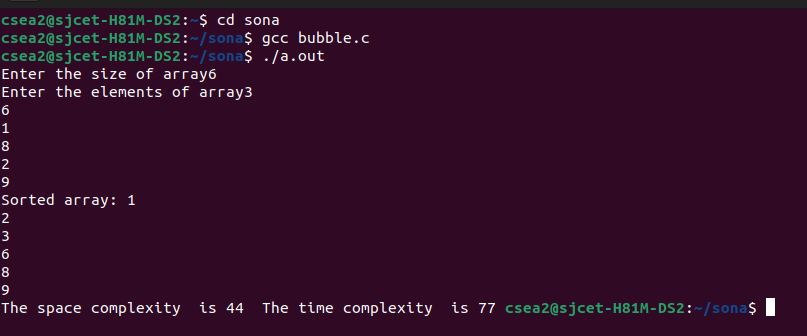 csea2@sjcet-H81M-DS2:~$ cd sona
csea2@sjcet-H81M-DS2:~/sona$ gcc bubble.c
csea2@sjcet-H81M-DS2:~/sona$ ./a.out
Enter the size of array6
Enter the elements of array3
6
1
8
2
9
Sorted array: 1
2
3
6
8
9
The space complexity  is 44  The time complexity  is 77 csea2@sjcet-H81M-DS2:~/sona$